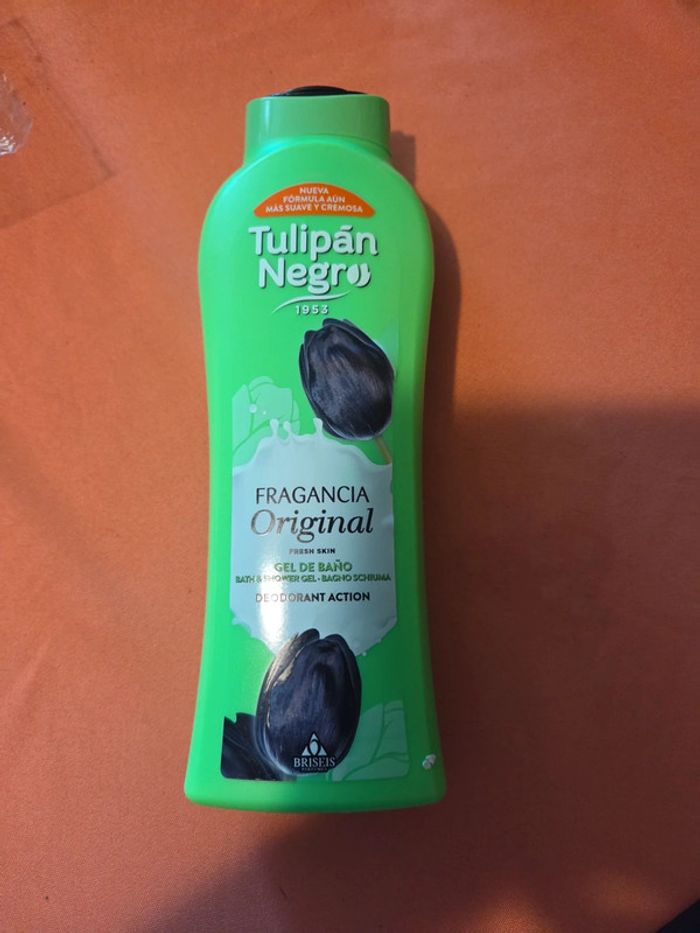 NUEVA
FÓRMULA AÚN
MÁS SUAVE Y CREMOSA
Tulipán
Negro
1953
FRAGANCIA
Original
FRESH SKIN
GEL DE BAÑO
BATH & SHOWER GEL · BAGNO SCHIUMA
DEODORANT ACTION
BRISEIS